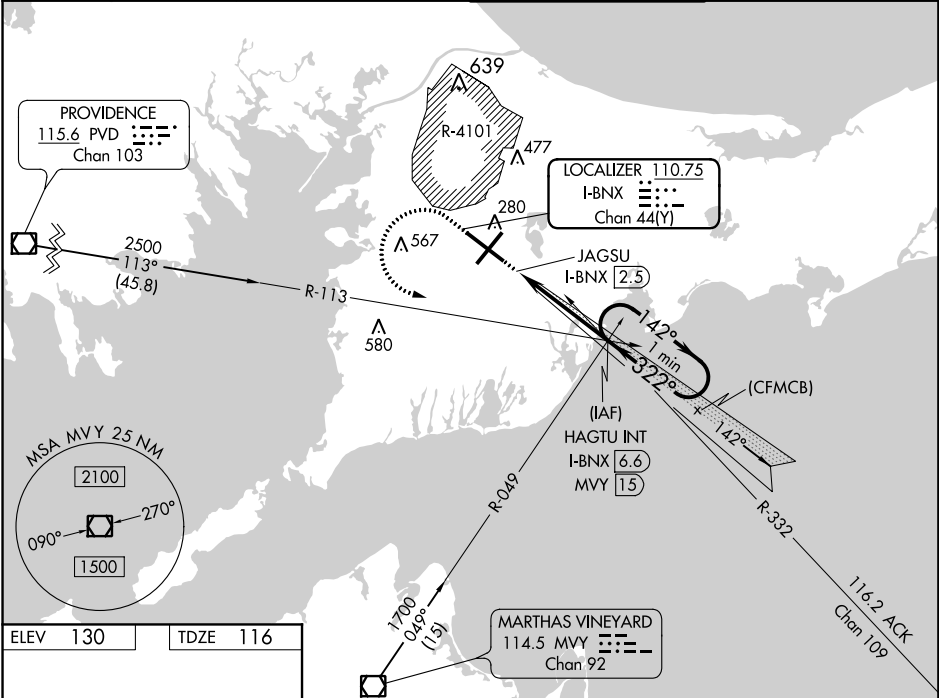 639
R-4101
477
PROVIDENCE
115.6 PVD
Chan 103
LOCALIZER 110.75
I-BNX
Chan 44(Y)
280
567
2500
113°
(45.8)
R-113
JAGSU
I-BNX 2.5
580
142°
1 min
322°
(CFMCB)
142°
(IAF)
HAGTU INT
I-BNX 6.6
MVY 15
MSA MVY 25 NM
2100
090°
270°
1500
R-049
R-332
1700
049°
(15)
116.2 ACK
Chan 109
MARTHAS VINEYARD
114.5 MVY
Chan 92
ELEV 130
TDZE 116